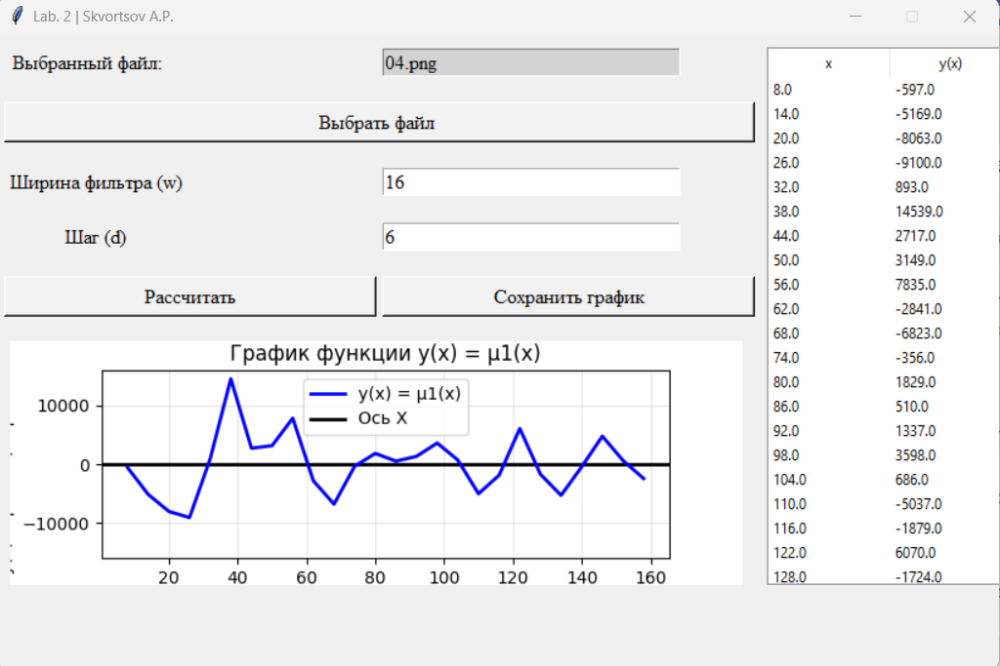 Lab. 2 | Skvortsov A.P.
Выбранный файл: 04.png
Выбрать файл
Ширина фильтра (w) 16
Шаг (d) 6
Рассчитать Сохранить график
График функции y(x) = μ1(x)
y(x) = μ1(x)
Ось X
10000
0
−10000
20 40 60 80 100 120 140 160
x y(x)
8.0 -597.0
14.0 -5169.0
20.0 -8063.0
26.0 -9100.0
32.0 893.0
38.0 14539.0
44.0 2717.0
50.0 3149.0
56.0 7835.0
62.0 -2841.0
68.0 -6823.0
74.0 -356.0
80.0 1829.0
86.0 510.0
92.0 1337.0
98.0 3598.0
104.0 686.0
110.0 -5037.0
116.0 -1879.0
122.0 6070.0
128.0 -1724.0